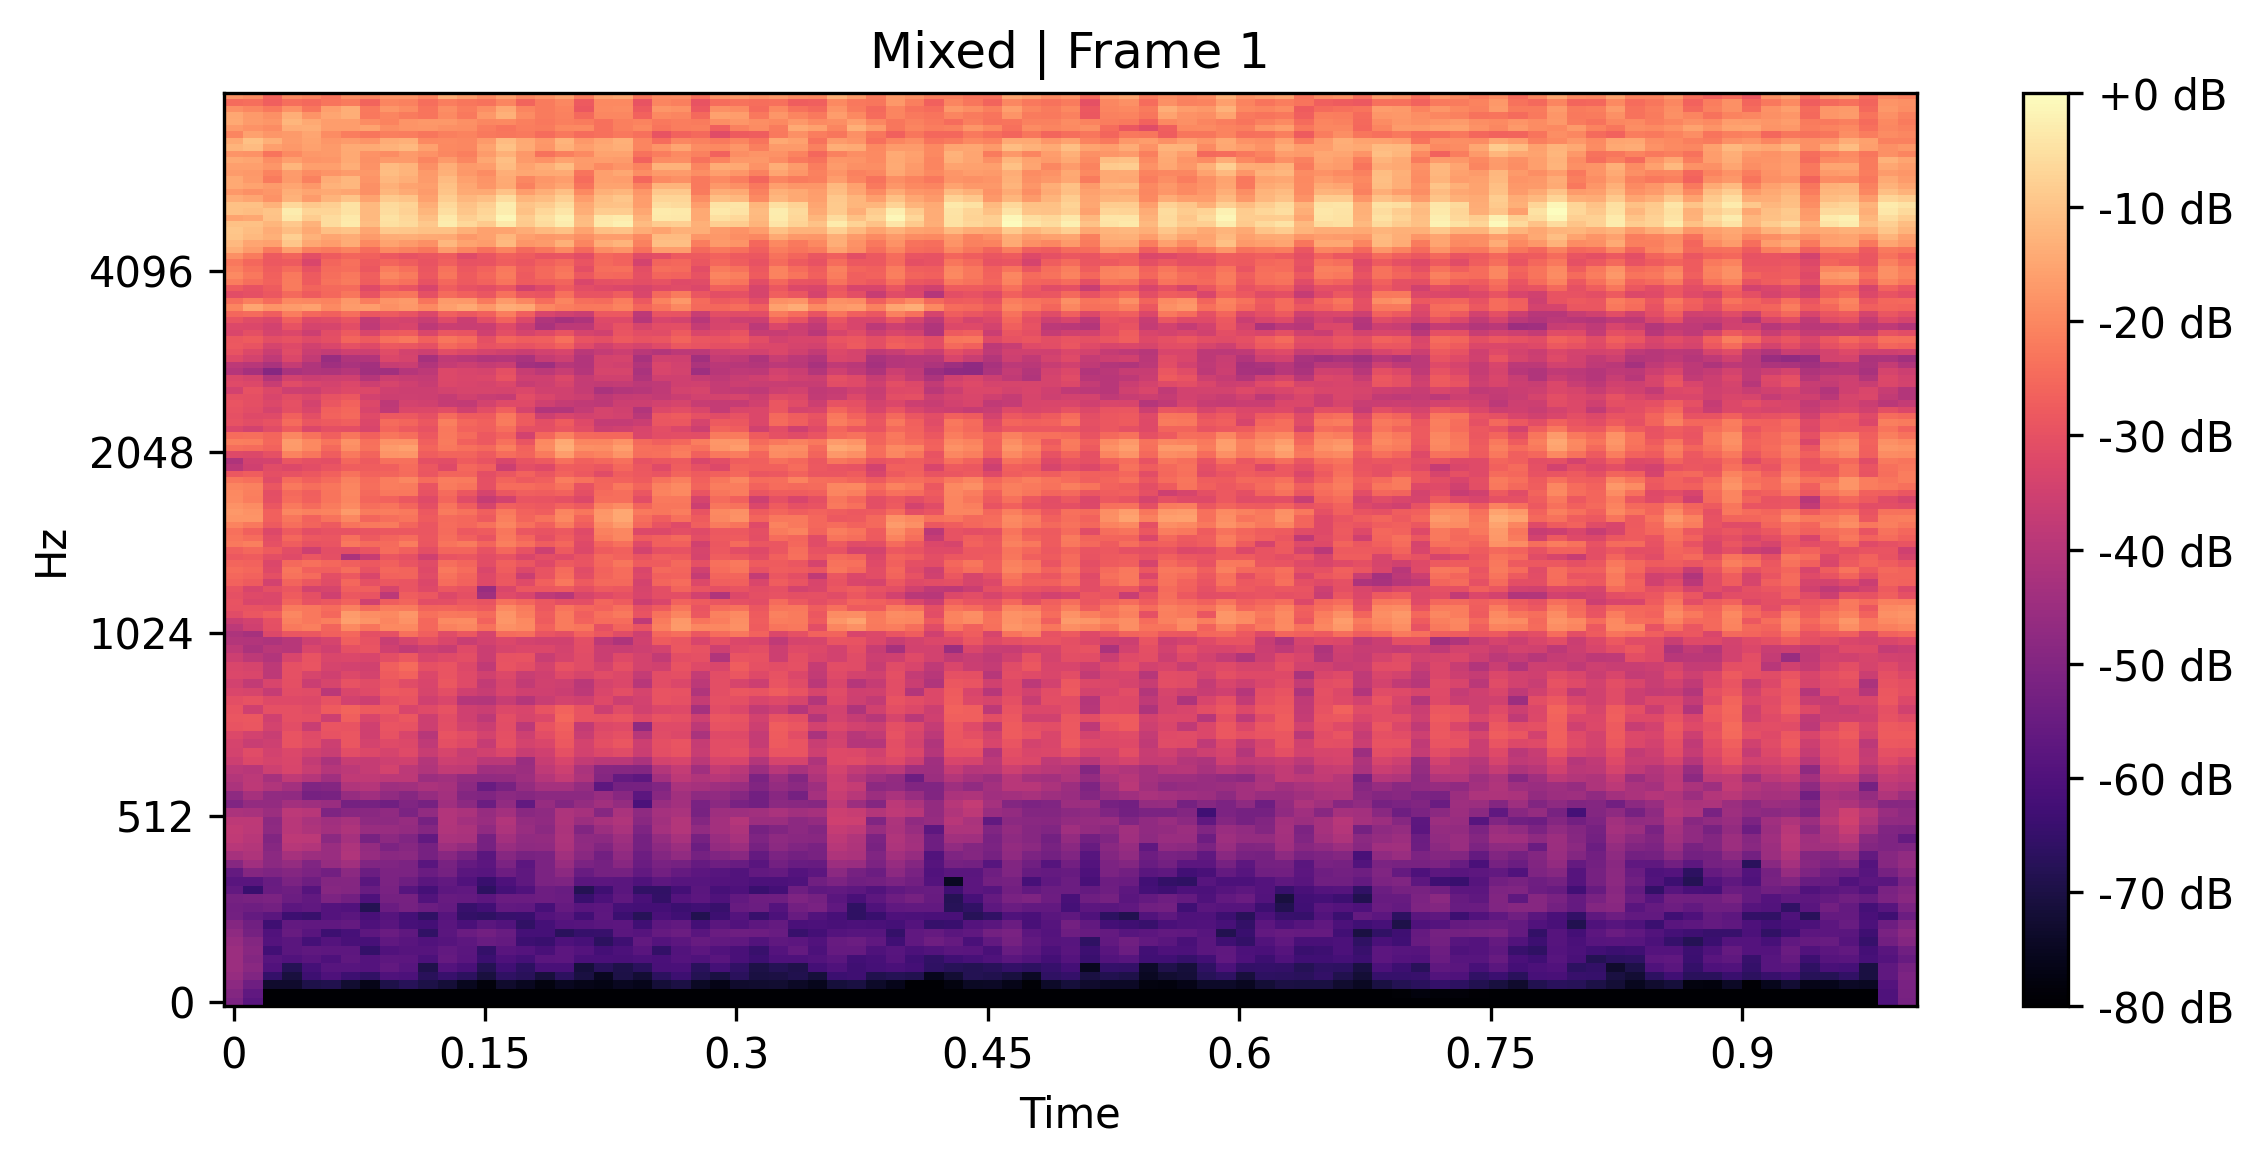 Mixed | Frame 1
Hz
4096
2048
1024
512
0
0 0.15 0.3 0.45 0.6 0.75 0.9
Time
+0 dB
-10 dB
-20 dB
-30 dB
-40 dB
-50 dB
-60 dB
-70 dB
-80 dB